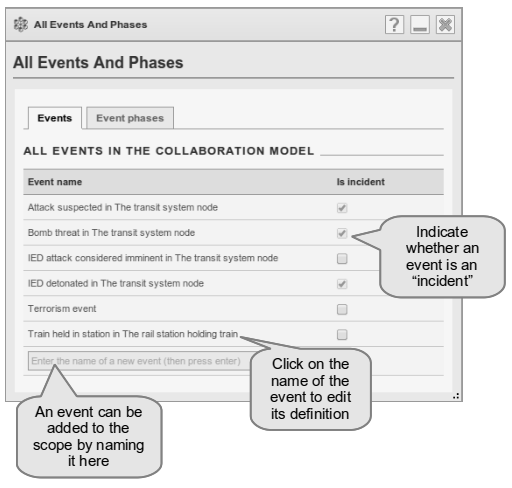 All Events And Phases
?
All Events And Phases
Events
Event phases
ALL EVENTS IN THE COLLABORATION MODEL
Event name
Is incident
Attack suspected in The transit system node
Bomb threat in The transit system node
IED attack considered imminent in The transit system node
IED detonated in The transit system node
Terrorism event
Train held in station in The rail station holding train
Enter the name of a new event (then press enter)
Indicate
whether an
event is an
“incident”
Click on the
name of the
event to edit
its definition
An event can be
added to the
scope by naming
it here